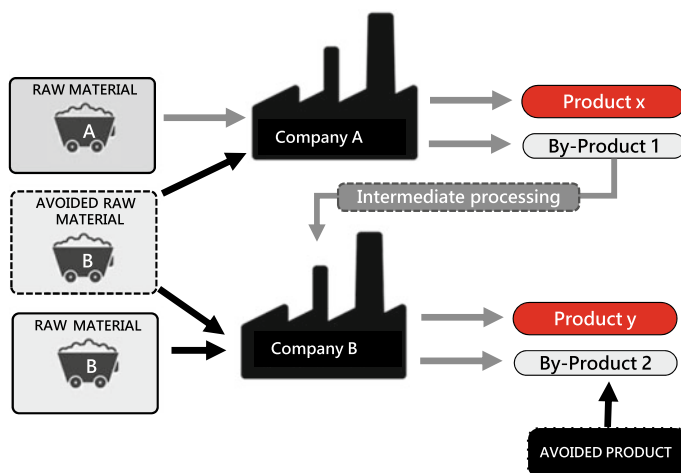 RAW MATERIAL
A
Company A
Product x
By-Product 1
AVOIDED RAW
MATERIAL
B
Intermediate processing
RAW MATERIAL
B
Company B
Product y
By-Product 2
AVOIDED PRODUCT